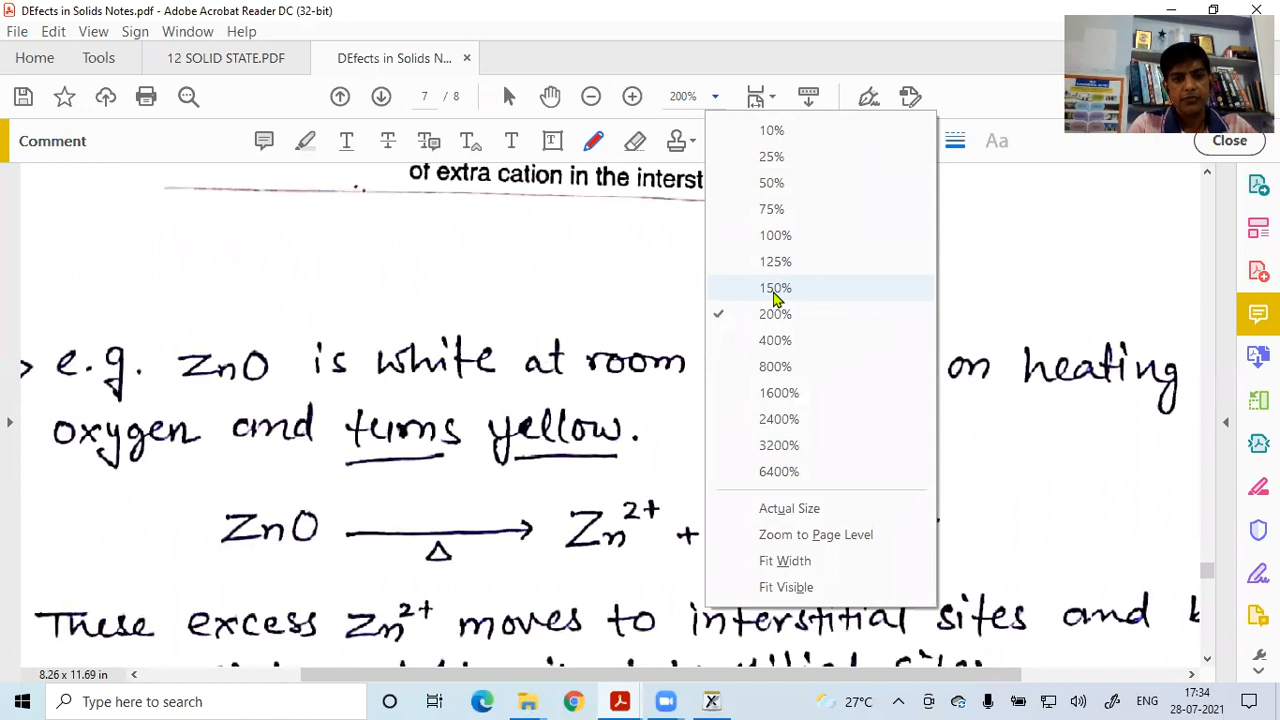 DEfects in Solids Notes.pdf - Adobe Acrobat Reader DC (32-bit)
File Edit View Sign Window Help
Home Tools 12 SOLID STATE.PDF DEfects in Solids N... ×
7 / 8 200%
Comment Close
10%
25%
50%
75%
100%
125%
150%
200%
400%
800%
1600%
2400%
3200%
6400%
Actual Size
Zoom to Page Level
Fit Width
Fit Visible
of extra cation in the interst
e.g. ZnO is white at room on heating
oxygen and turns yellow.
ZnO → Zn²⁺ +
Δ
These excess Zn²⁺ moves to interstitial sites and
8.26 x 11.69 in
Type here to search 27°C ENG 17:34
28-07-2021